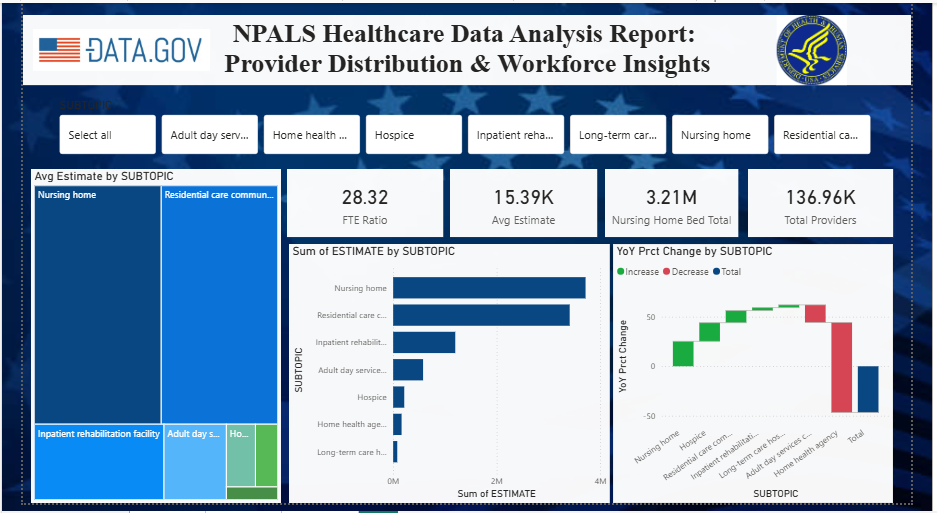 DATA.GOV
NPALS Healthcare Data Analysis Report:
Provider Distribution & Workforce Insights
SUBTOPIC
Select all
Adult day serv...
Home health ...
Hospice
Inpatient reha...
Long-term car...
Nursing home
Residential ca...
Avg Estimate by SUBTOPIC
Nursing home
Residential care commun...
Inpatient rehabilitation facility
Adult day s...
Ho...
28.32
FTE Ratio
15.39K
Avg Estimate
3.21M
Nursing Home Bed Total
136.96K
Total Providers
Sum of ESTIMATE by SUBTOPIC
SUBTOPIC
Nursing home
Residential care c...
Inpatient rehabilit...
Adult day service...
Hospice
Home health age...
Long-term care h...
0M
2M
4M
Sum of ESTIMATE
YoY Prct Change by SUBTOPIC
Increase
Decrease
Total
YoY Prct Change
50
0
-50
Nursing home
Hospice
Residential care com...
Inpatient rehabilitati...
Long-term care hos...
Adult day services c...
Home health agency
Total
SUBTOPIC